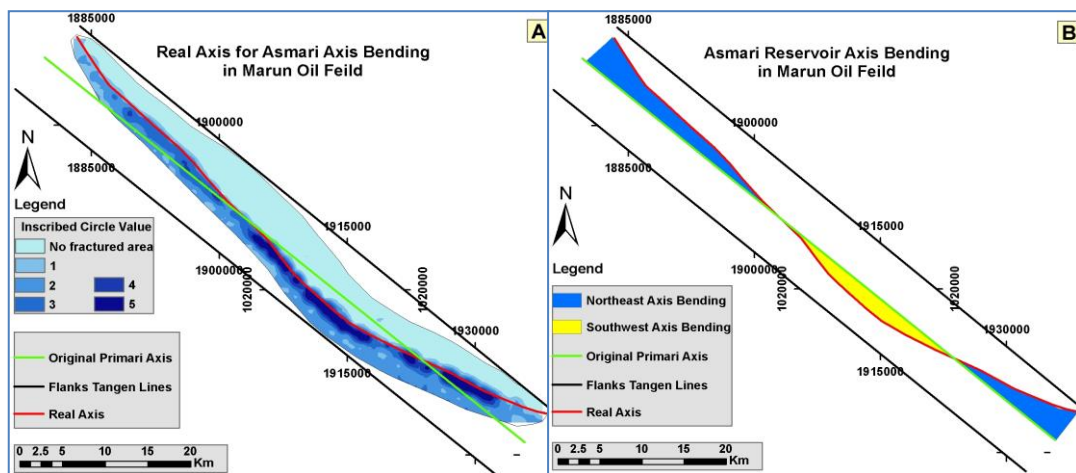 A
Real Axis for Asmari Axis Bending
in Marun Oil Feild
1885000
1900000
1885000
1915000
1900000
1020000
1020000
1930000
1915000
N
Legend
Inscribed Circle Value
No fractured area
1
2
3
4
5
Original Primari Axis
Flanks Tangen Lines
Real Axis
0 2.5 5 10 15 20
Km
B
Asmari Reservoir Axis Bending
in Marun Oil Feild
1885000
1900000
1885000
1915000
1900000
1020000
1020000
1930000
1915000
N
Legend
Northeast Axis Bending
Southwest Axis Bending
Original Primari Axis
Flanks Tangen Lines
Real Axis
0 2.5 5 10 15 20
Km